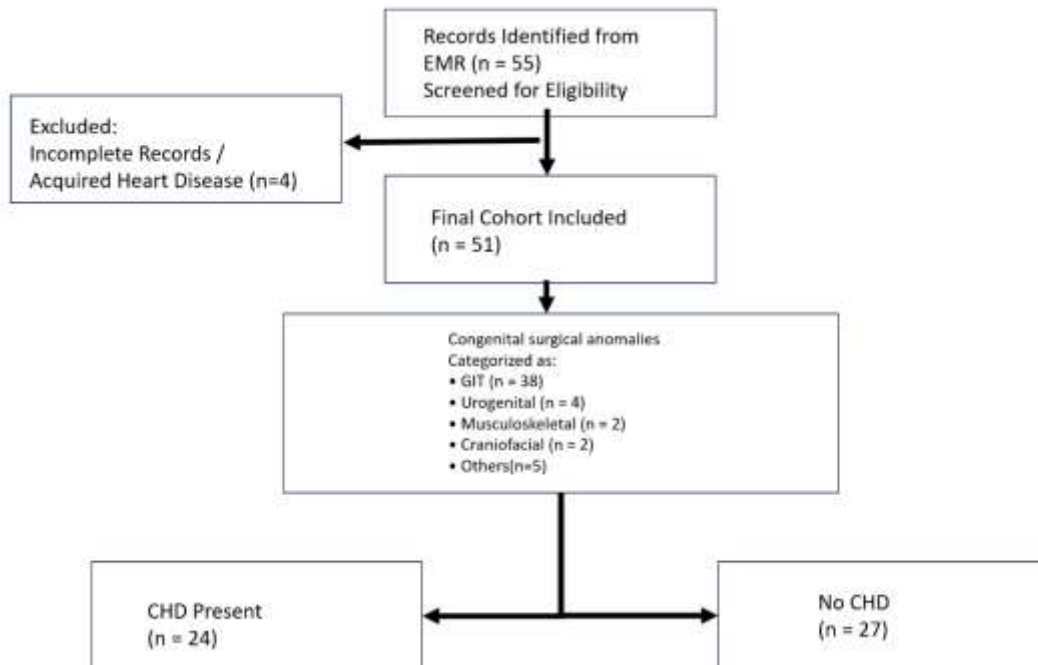 Records Identified from
EMR (n = 55)
Screened for Eligibility
Excluded:
Incomplete Records /
Acquired Heart Disease (n=4)
Final Cohort Included
(n = 51)
Congenital surgical anomalies
Categorized as:
• GIT (n = 38)
• Urogenital (n = 4)
• Musculoskeletal (n = 2)
• Craniofacial (n = 2)
• Others(n=5)
CHD Present
(n = 24)
No CHD
(n = 27)